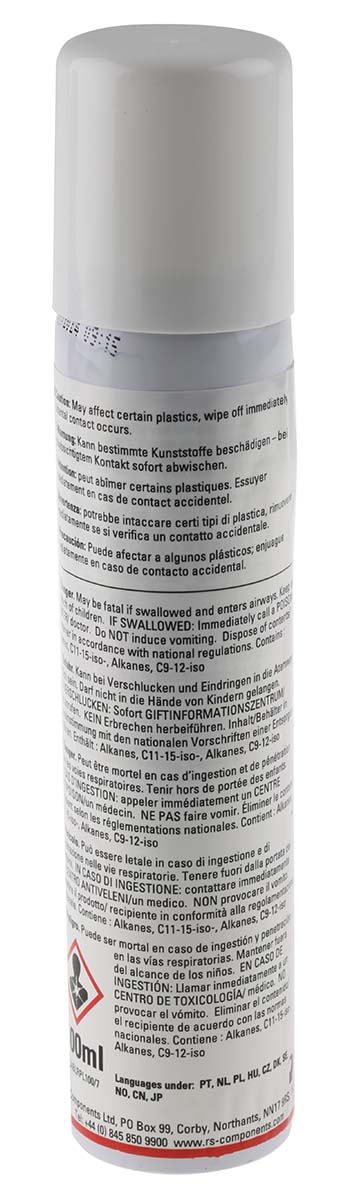 2024 09:15
Caution: May affect certain plastics, wipe off immediately
contact occurs.
Kann bestimmte Kunststoffe beschädigen – bei
Kontakt sofort abwischen.
peut abîmer certains plastiques. Essuyer
en cas de contact accidentel.
potrebbe intaccare certi tipi di plastica, rimuovere
se si verifica un contatto accidentale.
Precaución: Puede afectar a algunos plásticos; enjuague
en caso de contacto accidental.
May be fatal if swallowed and enters airways. Keep
of children. IF SWALLOWED: Immediately call a POISON
doctor. Do NOT induce vomiting. Dispose of contents/
in accordance with national regulations. Contains :
C11-15-iso-, Alkanes, C9-12-iso
Kann bei Verschlucken und Eindringen in die Atemwege
sein. Darf nicht in die Hände von Kindern gelangen.
VERSCHLUCKEN: Sofort GIFTINFORMATIONSZENTRUM/
KEIN Erbrechen herbeiführen. Inhalt/Behälter in
mit den nationalen Vorschriften einer Entsorgung
Enthält : Alkanes, C11-15-iso-, Alkanes, C9-12-iso
Peut être mortel en cas d'ingestion et de pénétration
voies respiratoires. Tenir hors de portée des enfants
D'INGESTION: appeler immédiatement un CENTRE
un médecin. NE PAS faire vomir. Éliminer le contenu
selon les réglementations nationales. Contient : Alkanes,
Alkanes, C9-12-iso
Può essere letale in caso di ingestione e di
nelle vie respiratorie. Tenere fuori dalla portata dei
IN CASO DI INGESTIONE: contattare immediatamente
CENTRO ANTIVELENI/un medico. NON provocare il vomito.
il prodotto/ recipiente in conformità alla regolamentazione
Contiene : Alkanes, C11-15-iso-, Alkanes, C9-12-iso
Puede ser mortal en caso de ingestión y penetración
en las vías respiratorias. Mantener fuera
del alcance de los niños. EN CASO DE
INGESTIÓN: Llamar inmediatamente a un
CENTRO DE TOXICOLOGÍA/ médico. NO
provocar el vómito. Eliminar el contenido
el recipiente de acuerdo con las normas
nacionales. Contiene : Alkanes, C11-15-iso-,
Alkanes, C9-12-iso
00ml
Languages under: PT, NL, PL, HU, CZ, DK, SE,
NO, CN, JP
Components Ltd, PO Box 99, Corby, Northants, NN17 9RS
tel: +44 (0) 845 850 9900 www.rs-components.com